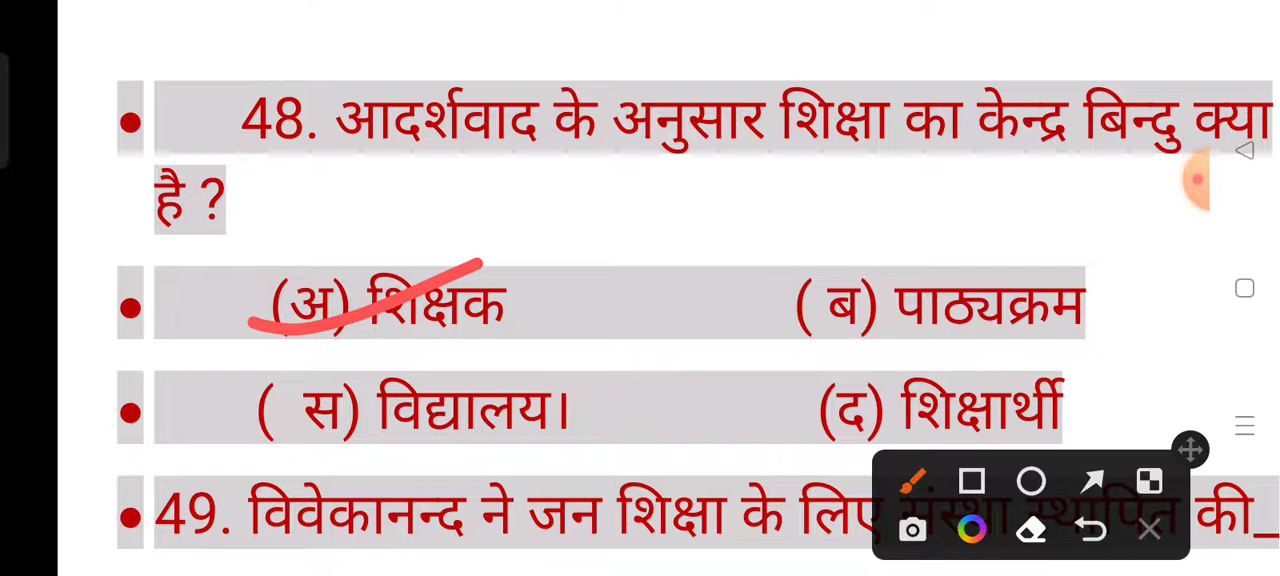 • 48. आदर्शवाद के अनुसार शिक्षा का केन्द्र बिन्दु क्या
है ?
• (अ) शिक्षक ( ब) पाठ्यक्रम
• ( स) विद्यालय। (द) शिक्षार्थी
• 49. विवेकानन्द ने जन शिक्षा के लिए संस्था स्थापित की_